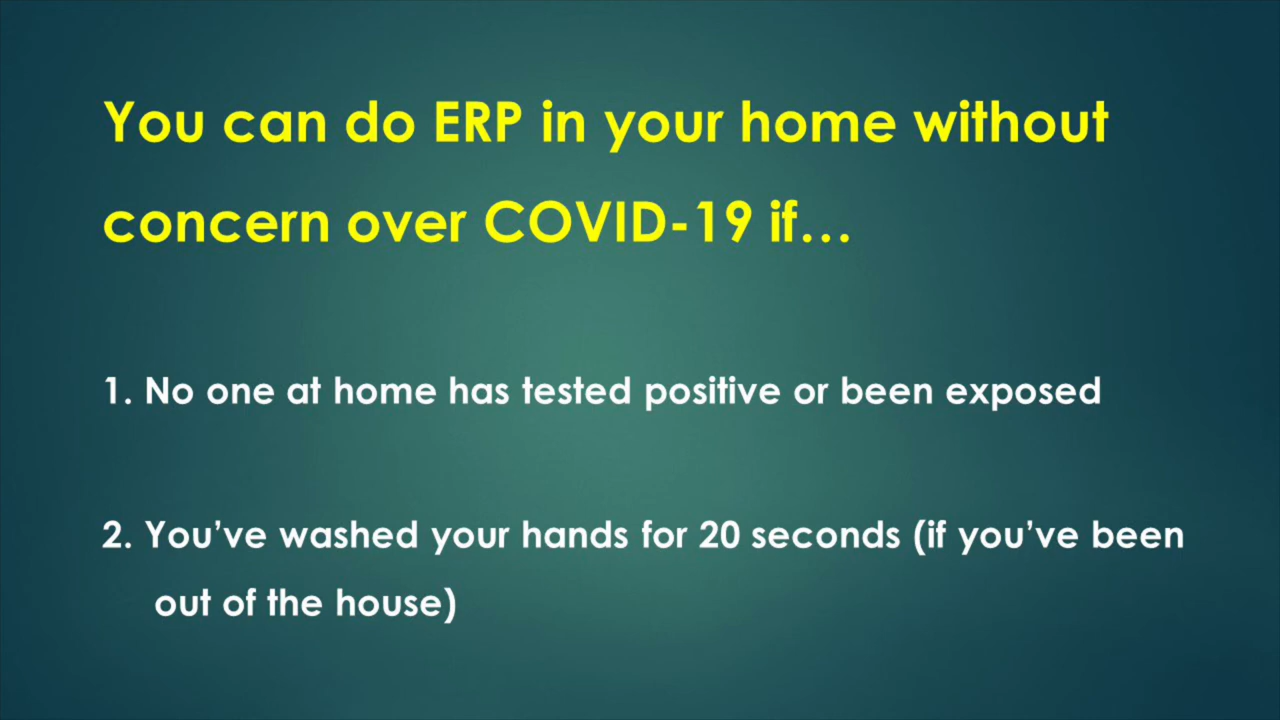 You can do ERP in your home without
concern over COVID-19 if…
1. No one at home has tested positive or been exposed
2. You’ve washed your hands for 20 seconds (if you’ve been
out of the house)